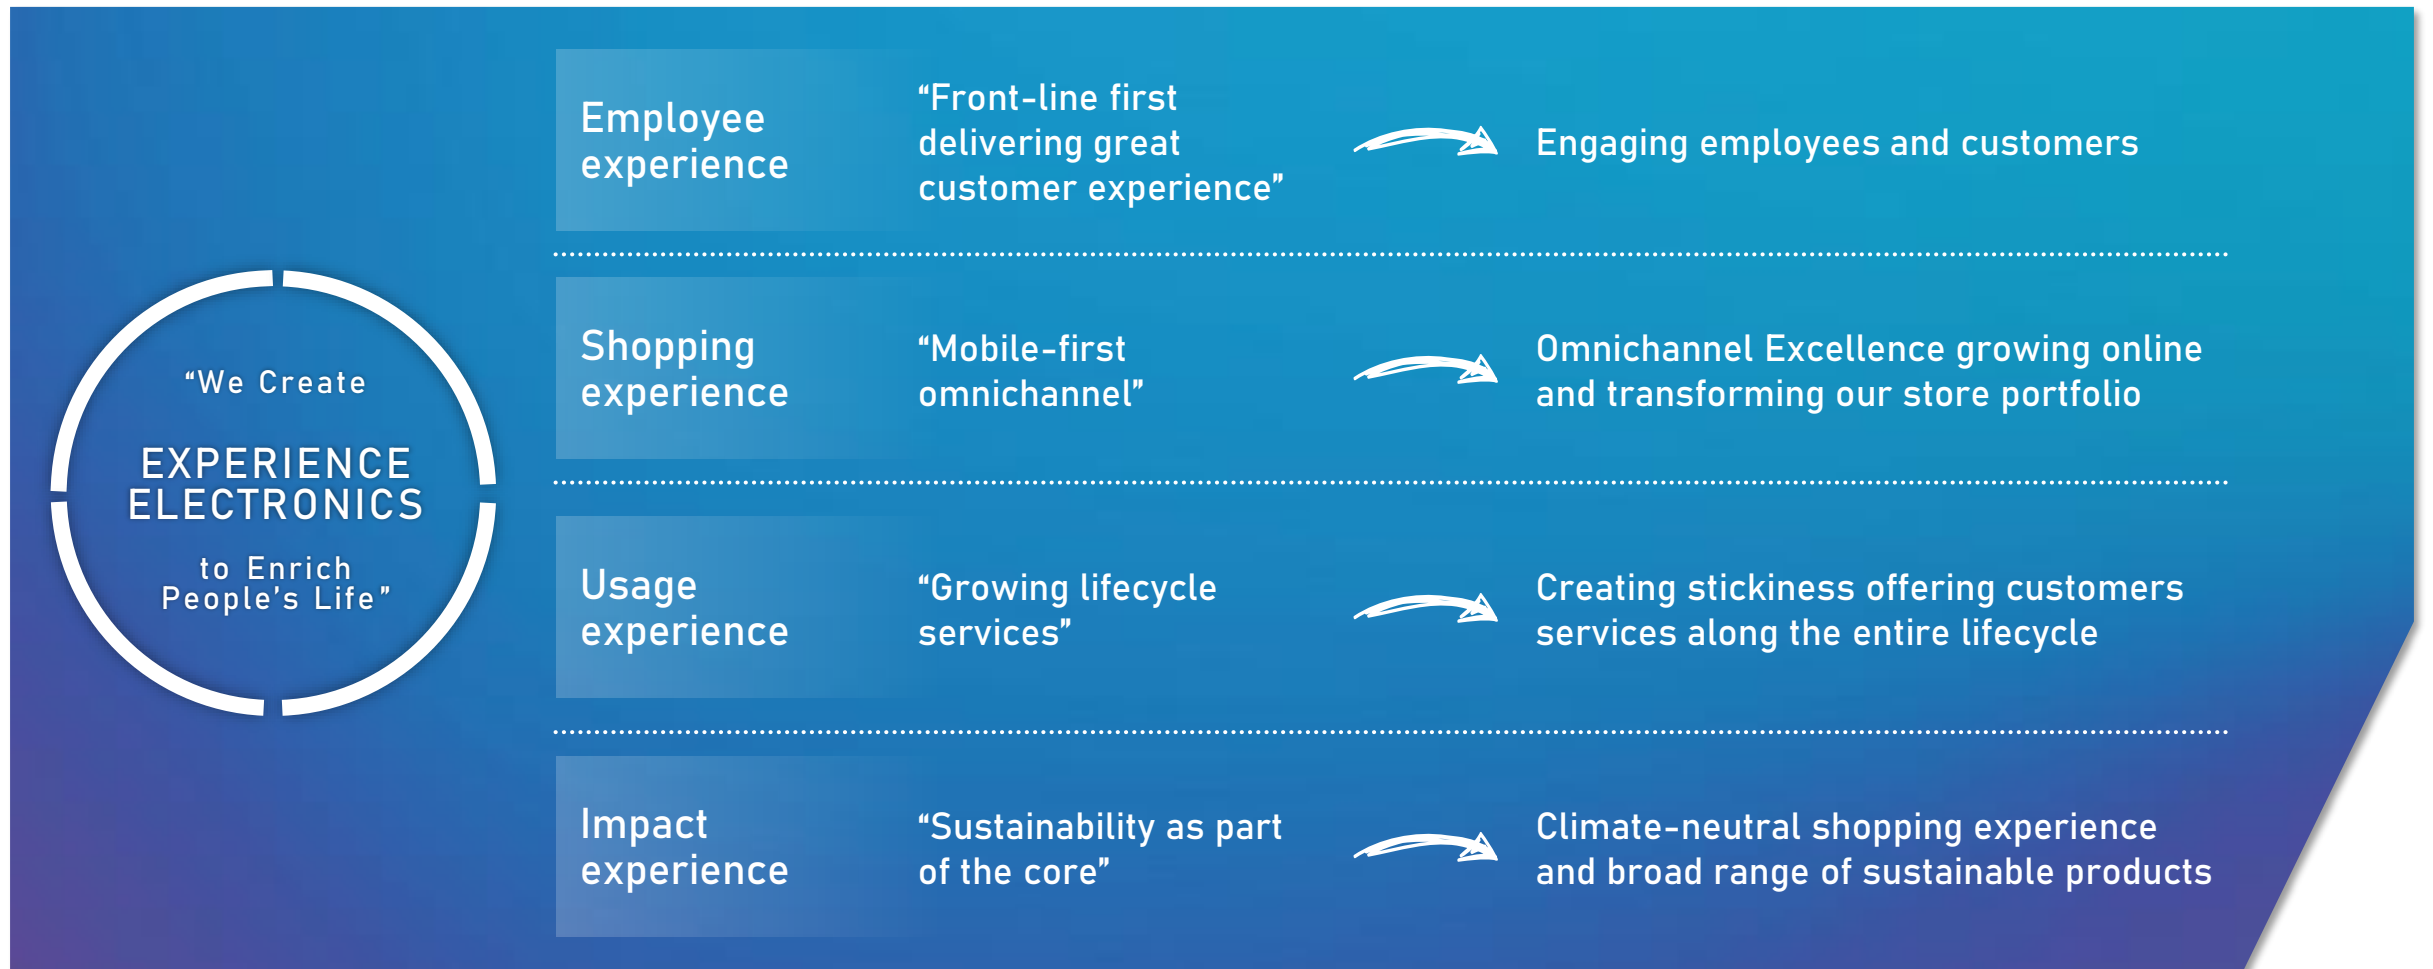 “We Create
EXPERIENCE
ELECTRONICS
to Enrich
People’s Life”
Employee
experience
“Front-line first
delivering great
customer experience”
Engaging employees and customers
Shopping
experience
“Mobile-first
omnichannel”
Omnichannel Excellence growing online
and transforming our store portfolio
Usage
experience
“Growing lifecycle
services”
Creating stickiness offering customers
services along the entire lifecycle
Impact
experience
“Sustainability as part
of the core”
Climate-neutral shopping experience
and broad range of sustainable products